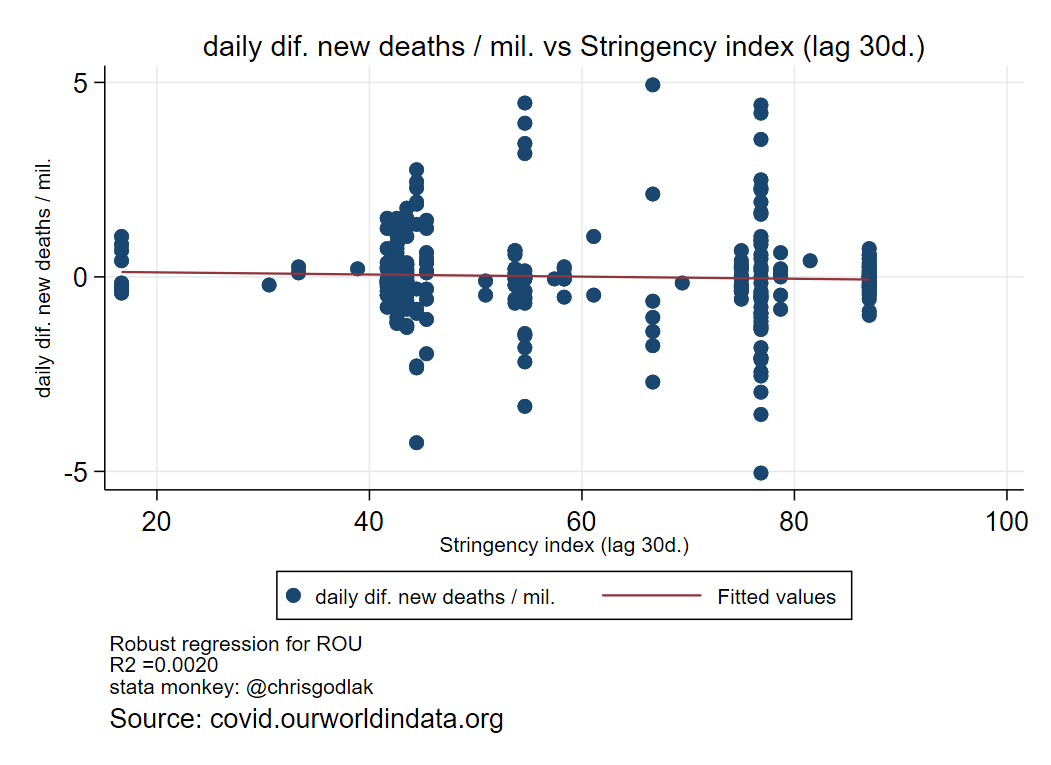 daily dif. new deaths / mil. vs Stringency index (lag 30d.)
daily dif. new deaths / mil.
5
0
-5
20 40 60 80 100
Stringency index (lag 30d.)
daily dif. new deaths / mil. Fitted values
Robust regression for ROU
R2 =0.0020
stata monkey: @chrisgodlak
Source: covid.ourworldindata.org